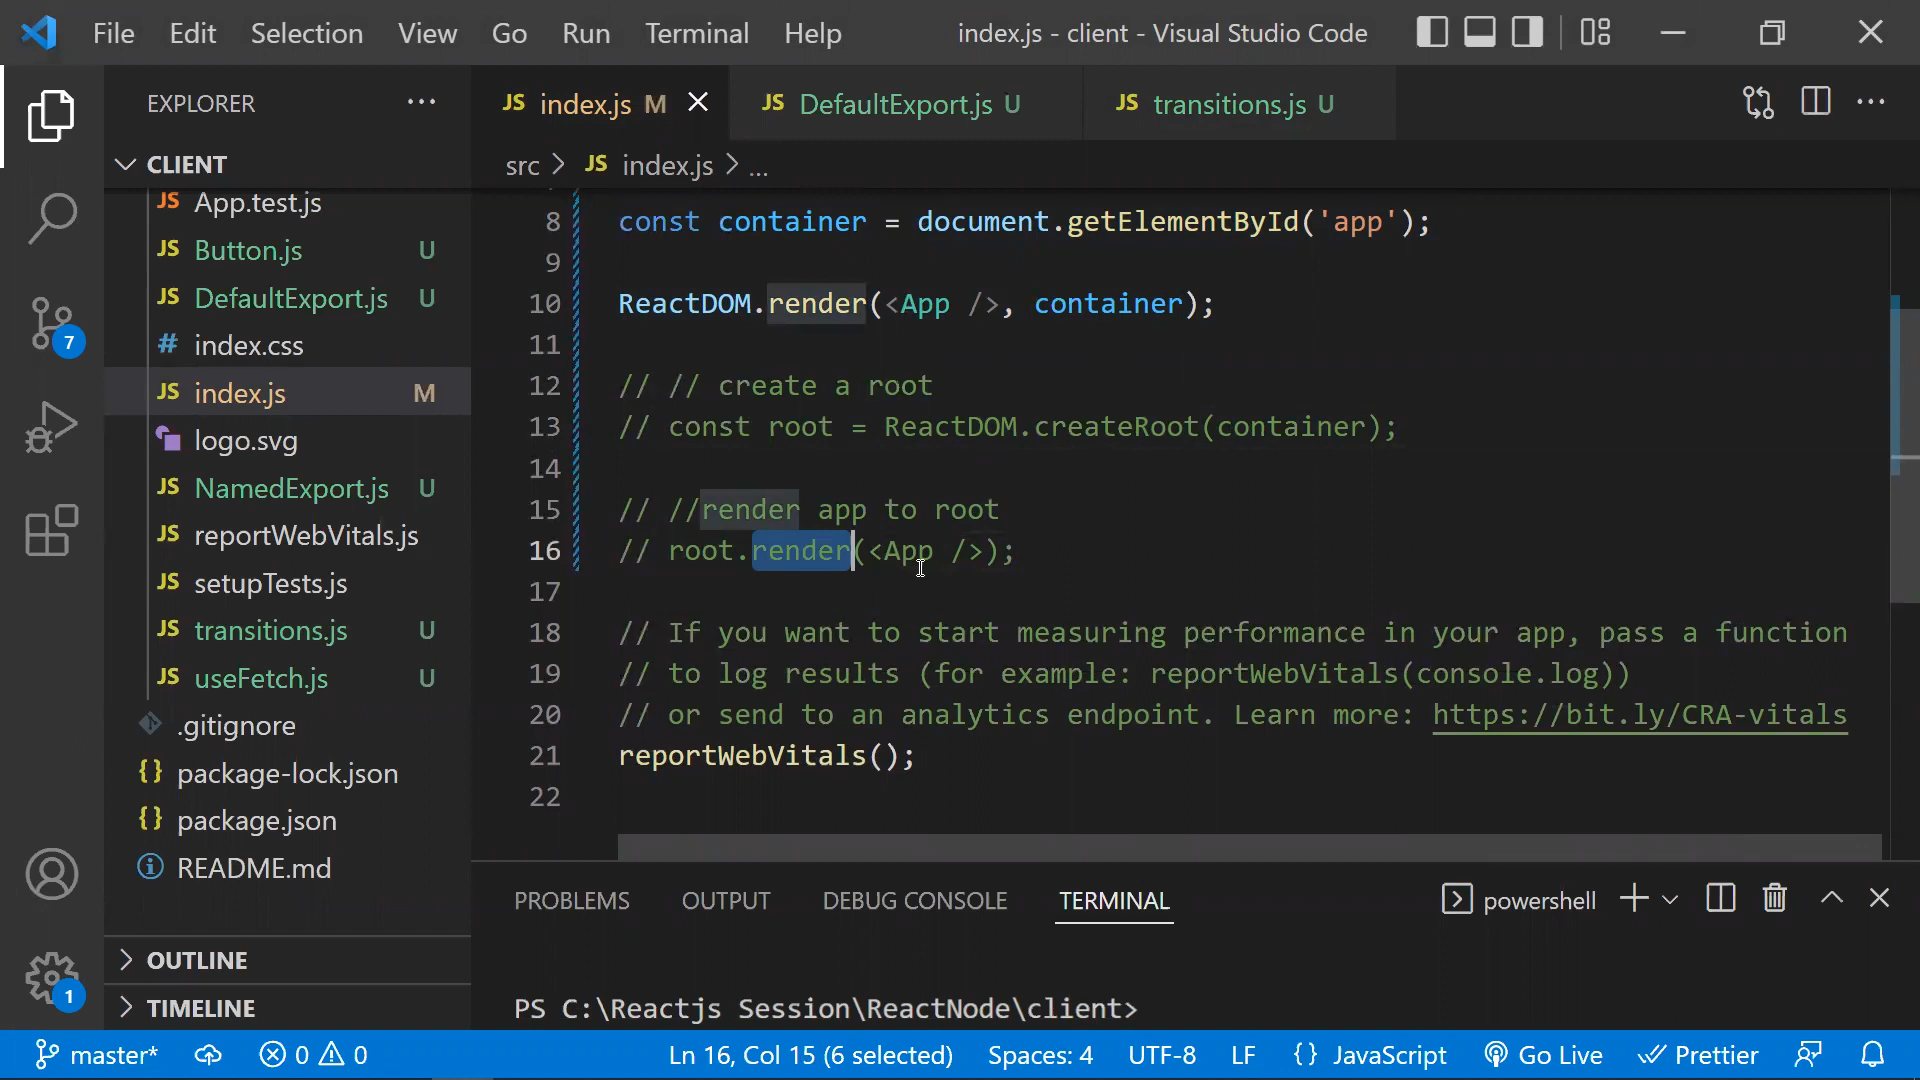 File Edit Selection View Go Run Terminal Help index.js - client - Visual Studio Code
EXPLORER ···
JS index.js M
JS DefaultExport.js U
JS transitions.js U
CLIENT
src > JS index.js > ...
JS App.test.js
JS Button.js U
JS DefaultExport.js U
# index.css
JS index.js M
logo.svg
JS NamedExport.js U
JS reportWebVitals.js
JS setupTests.js
JS transitions.js U
JS useFetch.js U
.gitignore
{} package-lock.json
{} package.json
README.md
OUTLINE
TIMELINE
7
1
8 const container = document.getElementById('app');
9
10 ReactDOM.render(<App />, container);
11
12 // // create a root
13 // const root = ReactDOM.createRoot(container);
14
15 // //render app to root
16 // root.render(<App />);
17
18 // If you want to start measuring performance in your app, pass a function
19 // to log results (for example: reportWebVitals(console.log))
20 // or send to an analytics endpoint. Learn more: https://bit.ly/CRA-vitals
21 reportWebVitals();
22
PROBLEMS OUTPUT DEBUG CONSOLE TERMINAL powershell
PS C:\Reactjs Session\ReactNode\client>
master* 0 0 Ln 16, Col 15 (6 selected) Spaces: 4 UTF-8 LF {} JavaScript Go Live Prettier